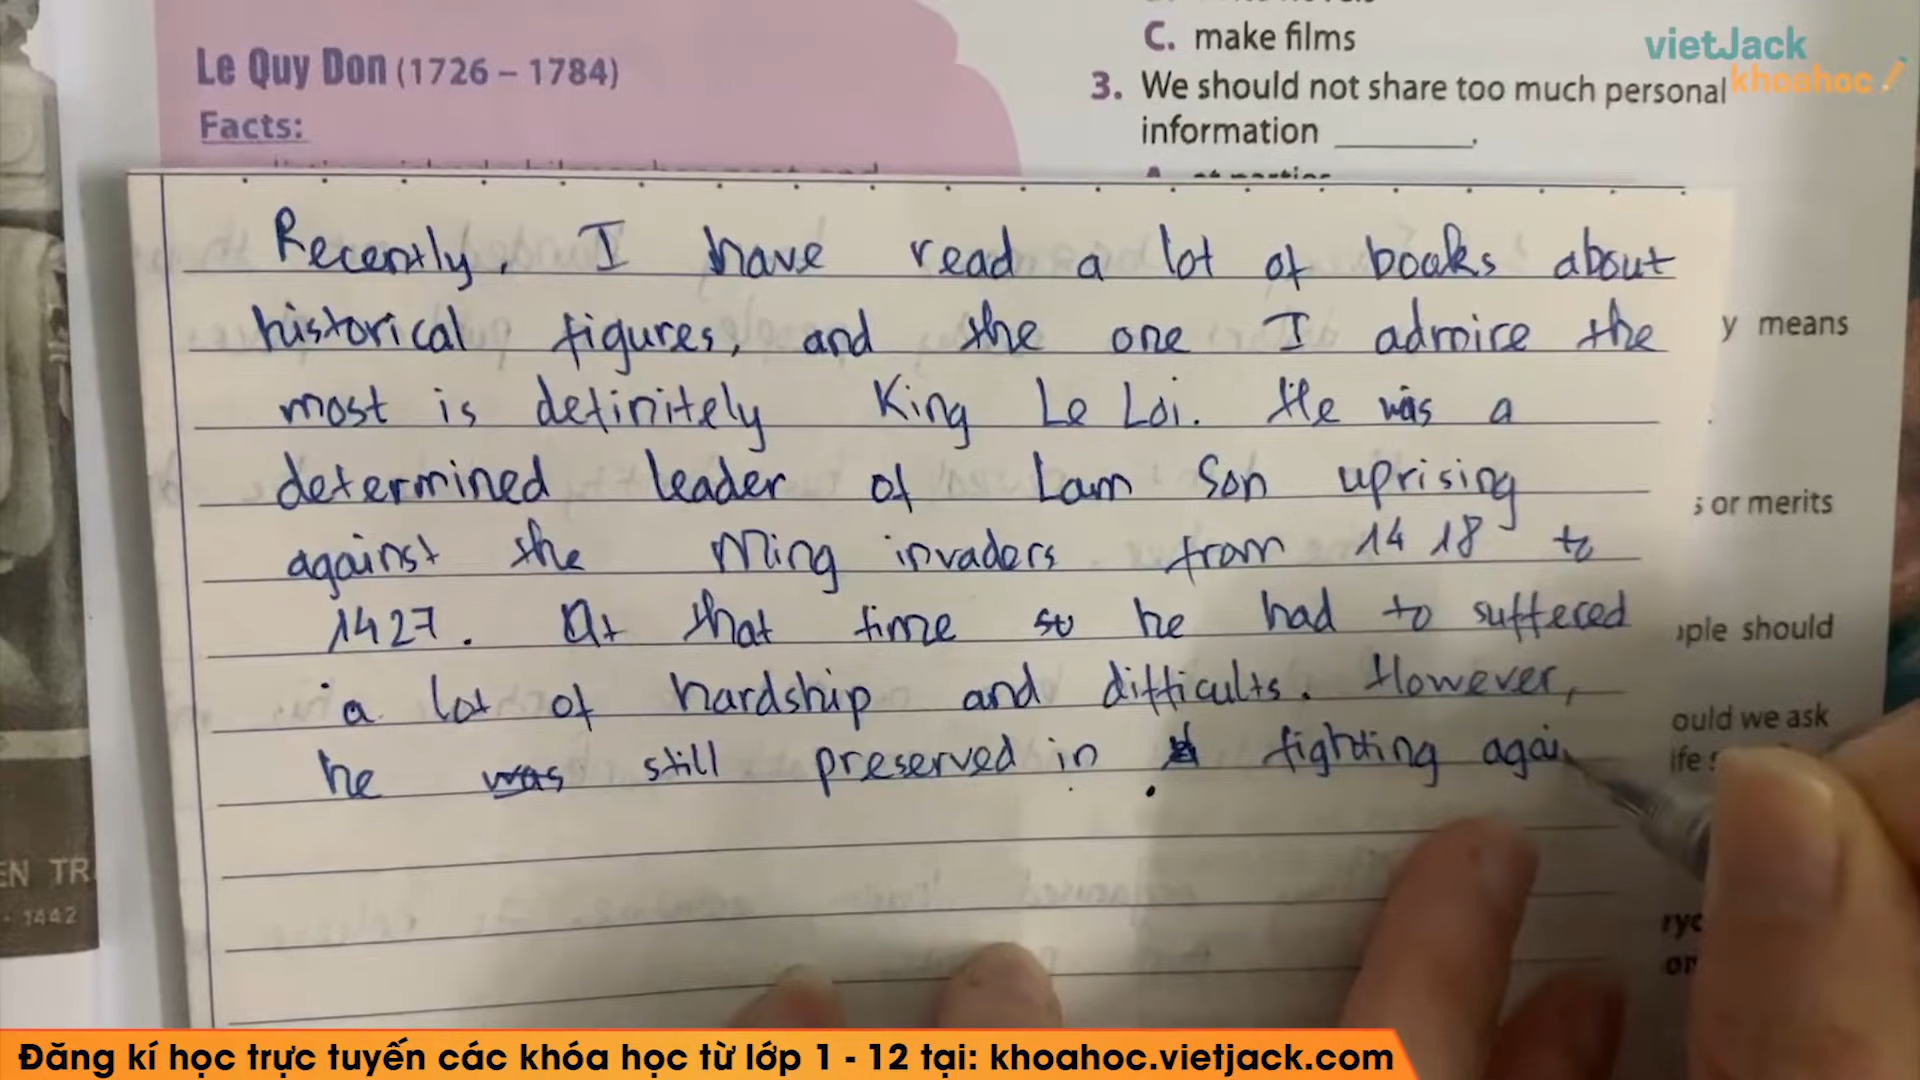 Le Quy Don (1726 – 1784)
Facts:
C. make films
3. We should not share too much personal
information ________.
vietJack
khoahoc
Recently, I have read a lot of books about
historical figures, and the one I admire the
most is definitely King Le Loi. He was a
determined leader of Lam Son uprising
against the Ming invaders from 1418 to
1427. At that time so he had to suffered
a lot of hardship and difficults. However,
he was still preserved in fighting agai
y means
s or merits
ople should
ould we ask
ife
EN TR
- 1442
Đăng kí học trực tuyến các khóa học từ lớp 1 - 12 tại: khoahoc.vietjack.com